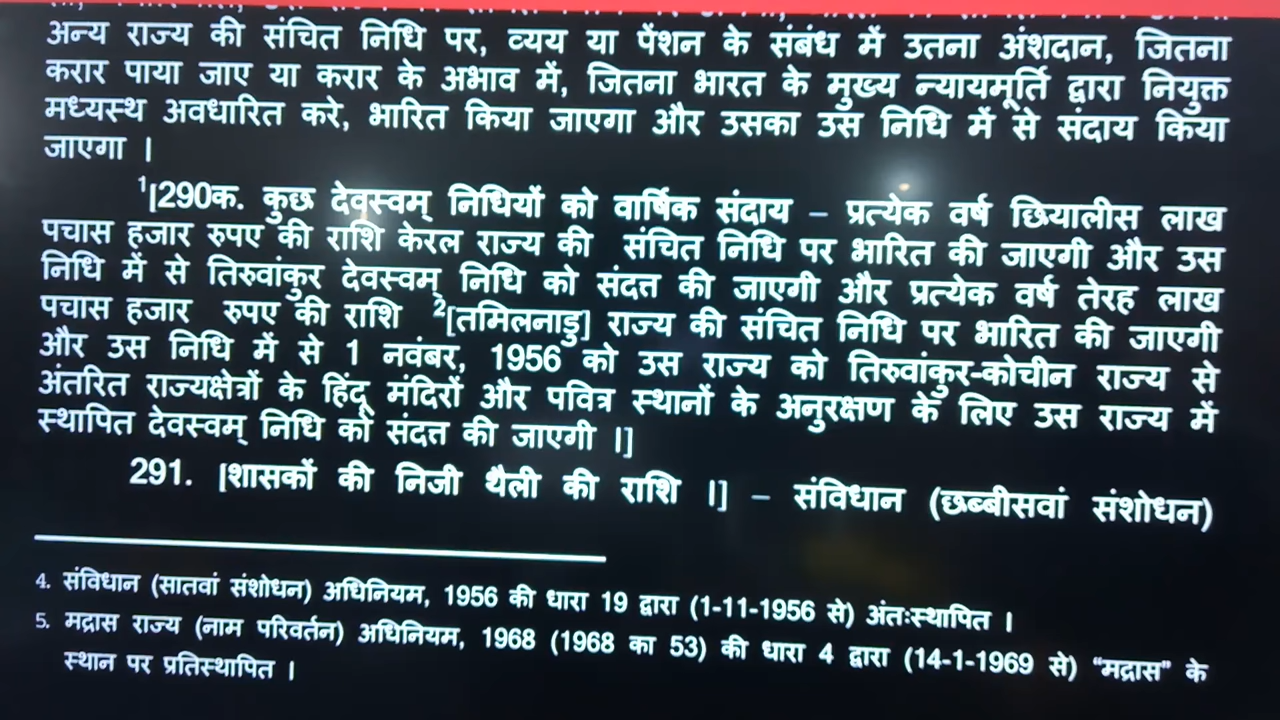 अन्य राज्य की संचित निधि पर, व्यय या पेंशन के संबंध में उतना अंशदान, जितना
करार पाया जाए या करार के अभाव में, जितना भारत के मुख्य न्यायमूर्ति द्वारा नियुक्त
मध्यस्थ अवधारित करे, भारित किया जाएगा और उसका उस निधि में से संदाय किया
जाएगा ।
¹[290क. कुछ देवस्वम् निधियों को वार्षिक संदाय – प्रत्येक वर्ष छियालीस लाख
पचास हजार रुपए की राशि केरल राज्य की संचित निधि पर भारित की जाएगी और उस
निधि में से तिरुवांकुर देवस्वम् निधि को संदत्त की जाएगी और प्रत्येक वर्ष तेरह लाख
पचास हजार रुपए की राशि ²[तमिलनाडु] राज्य की संचित निधि पर भारित की जाएगी
और उस निधि में से 1 नवंबर, 1956 को उस राज्य को तिरुवांकुर-कोचीन राज्य से
अंतरित राज्यक्षेत्रों के हिंदू मंदिरों और पवित्र स्थानों के अनुरक्षण के लिए उस राज्य में
स्थापित देवस्वम् निधि को संदत्त की जाएगी ।]
291. [शासकों की निजी थैली की राशि ।] – संविधान (छब्बीसवां संशोधन)
4. संविधान (सातवां संशोधन) अधिनियम, 1956 की धारा 19 द्वारा (1-11-1956 से) अंतःस्थापित ।
5. मद्रास राज्य (नाम परिवर्तन) अधिनियम, 1968 (1968 का 53) की धारा 4 द्वारा (14-1-1969 से) “मद्रास” के
स्थान पर प्रतिस्थापित ।